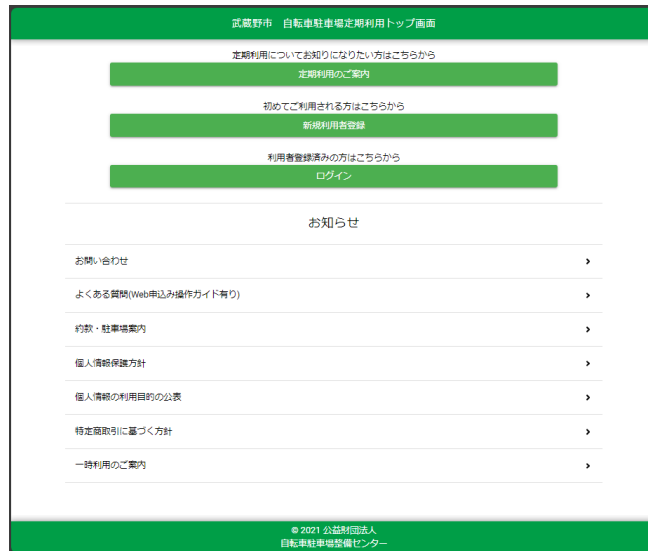 武蔵野市　自転車駐車場定期利用トップ画面
定期利用についてお知りになりたい方はこちらから
定期利用のご案内
初めてご利用される方はこちらから
新規利用者登録
利用者登録済みの方はこちらから
ログイン
お知らせ
お問い合わせ
よくある質問(Web申込み操作ガイド有り)
約款・駐車場案内
個人情報保護方針
個人情報の利用目的の公表
特定商取引に基づく方針
一時利用のご案内
© 2021 公益財団法人
自転車駐車場整備センター